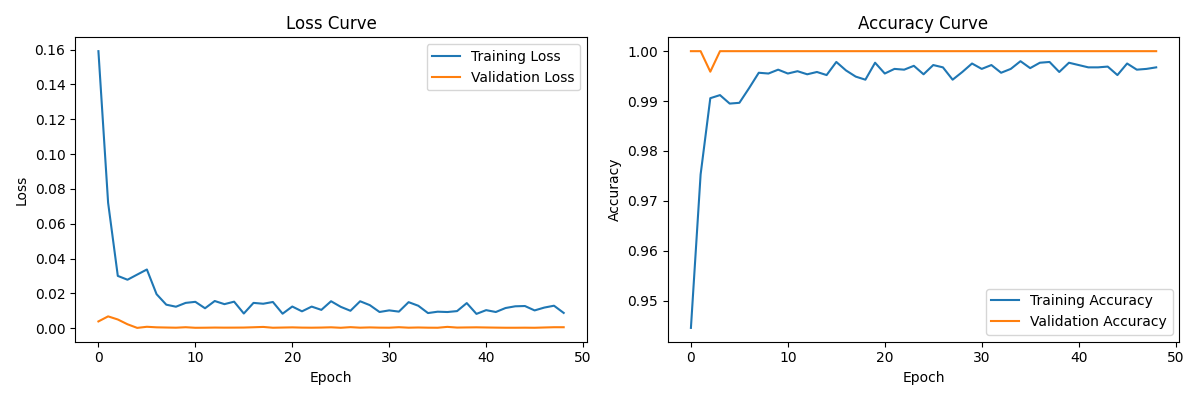 Loss Curve
0.16
0.14
0.12
0.10
0.08
0.06
0.04
0.02
0.00
Loss
0 10 20 30 40 50
Epoch
Training Loss
Validation Loss
Accuracy Curve
1.00
0.99
0.98
0.97
0.96
0.95
Accuracy
0 10 20 30 40 50
Epoch
Training Accuracy
Validation Accuracy